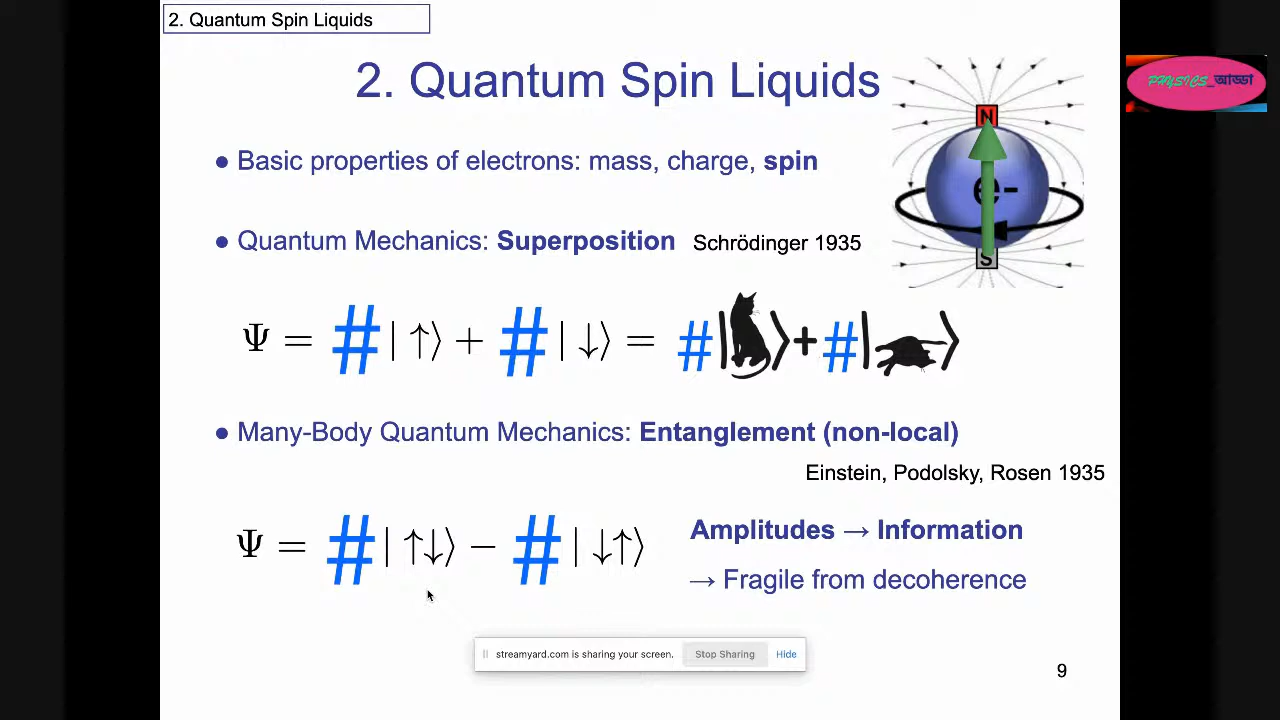 2. Quantum Spin Liquids
2. Quantum Spin Liquids
PHYSICS_আড্ডা
N
● Basic properties of electrons: mass, charge, spin
e-
● Quantum Mechanics: Superposition Schrödinger 1935
S
Ψ = # | ↑⟩ + # | ↓⟩ = #| ⟩+#| ⟩
● Many-Body Quantum Mechanics: Entanglement (non-local)
Einstein, Podolsky, Rosen 1935
Ψ = # | ↑↓⟩ − # | ↓↑⟩
Amplitudes → Information
→ Fragile from decoherence
streamyard.com is sharing your screen. Stop Sharing Hide
9